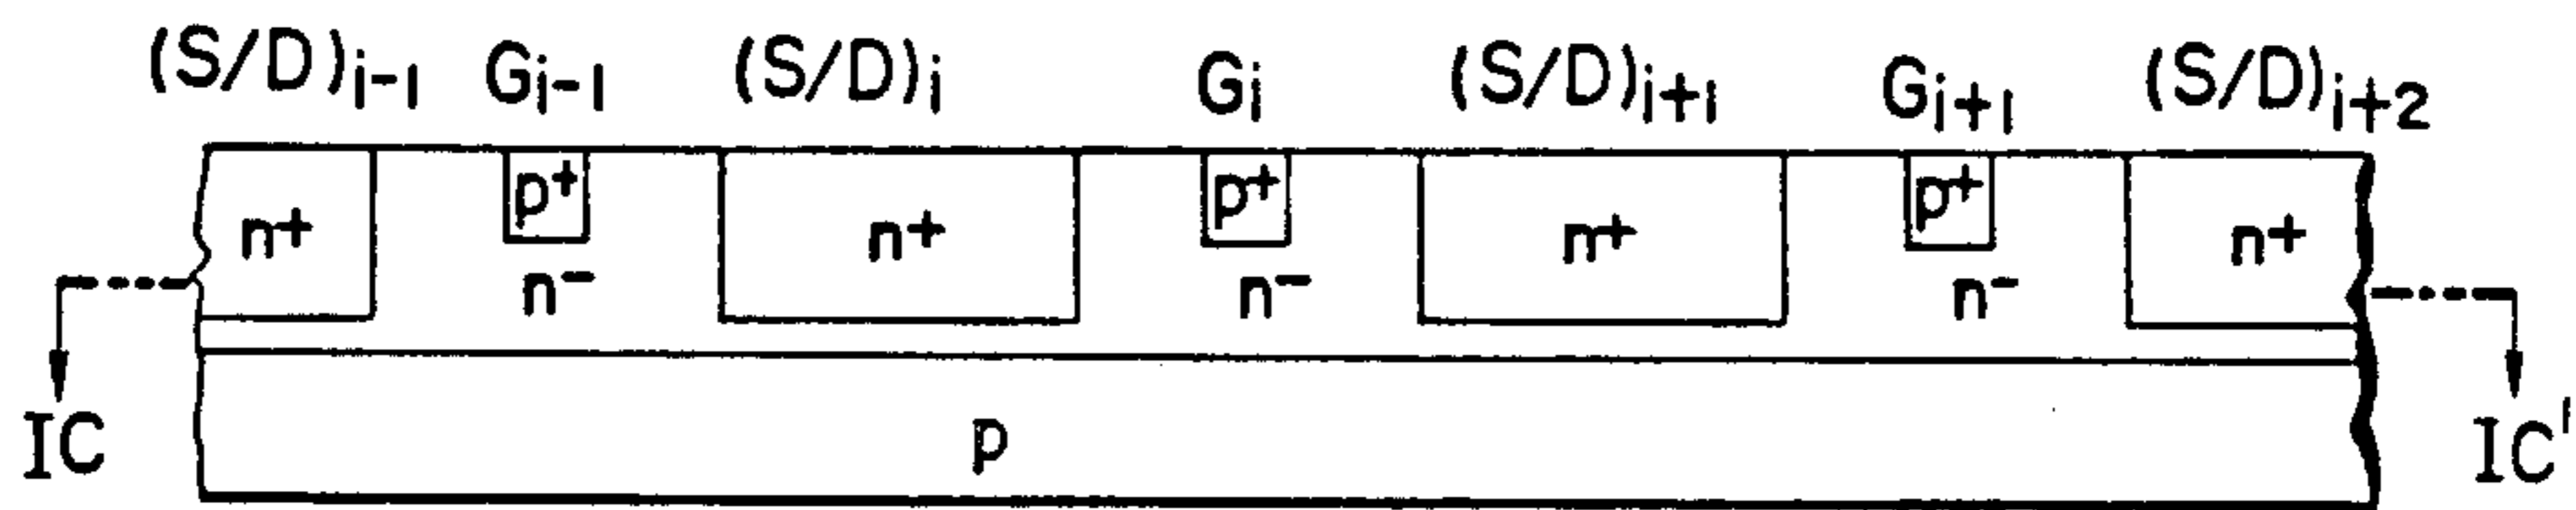 (S/D)i-1 Gi-1 (S/D)i Gi (S/D)i+1 Gi+1 (S/D)i+2
n+ p+ n+ p+ n+ p+ n+
n- n- n-
IC p IC'